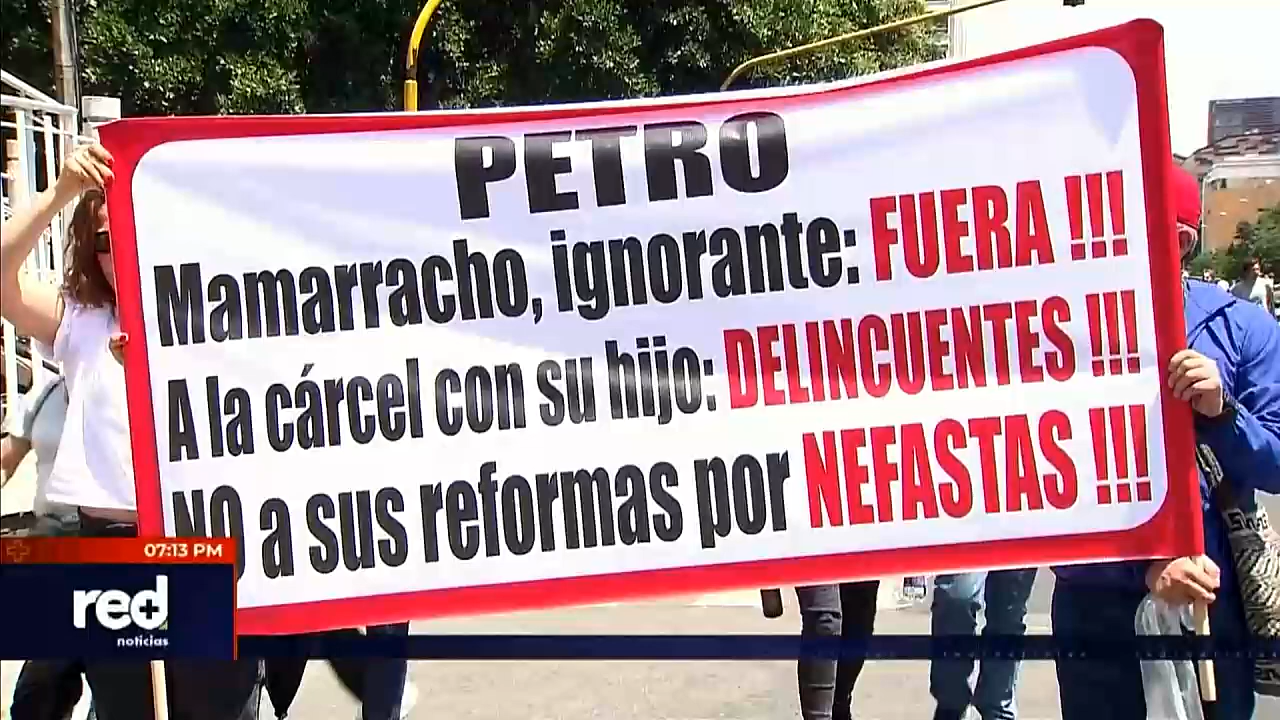 PETRO
Mamarracho, ignorante: FUERA !!!
A la cárcel con su hijo: DELINCUENTES !!!
NO a sus reformas por NEFASTAS !!!
07:13 PM
red+
noticias